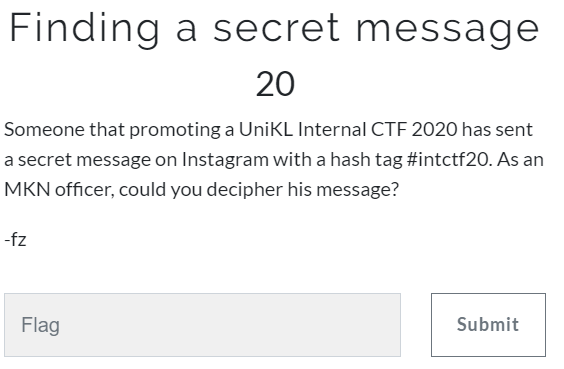 Finding a secret message
20
Someone that promoting a UniKL Internal CTF 2020 has sent
a secret message on Instagram with a hash tag #intctf20. As an
MKN officer, could you decipher his message?
-fz
Flag
Submit